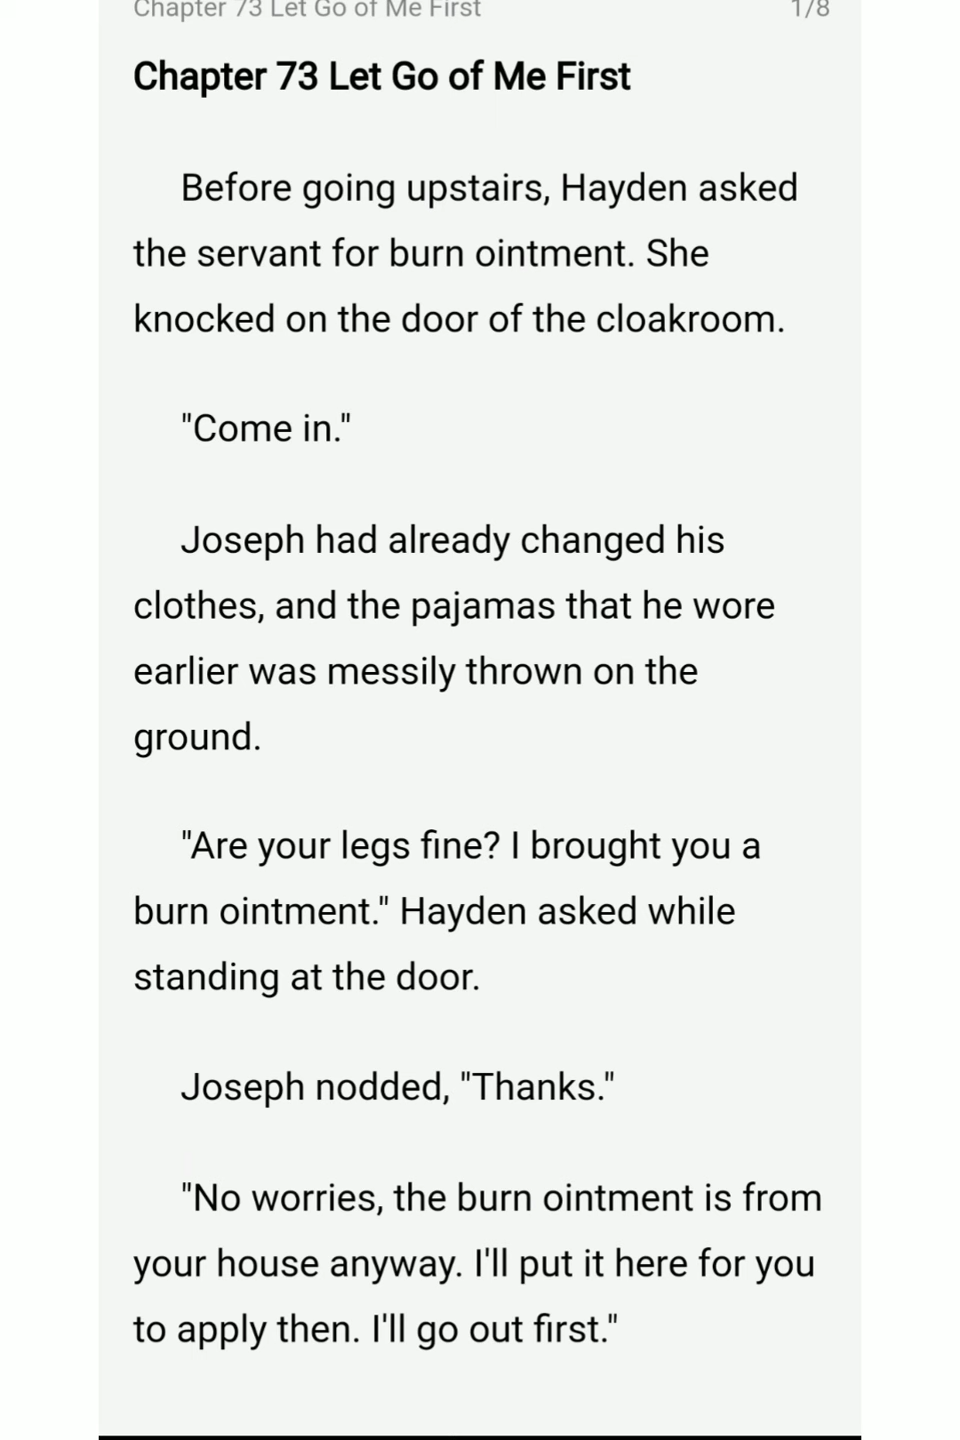 Chapter 73 Let Go of Me First 1/8
Chapter 73 Let Go of Me First
Before going upstairs, Hayden asked
the servant for burn ointment. She
knocked on the door of the cloakroom.
"Come in."
Joseph had already changed his
clothes, and the pajamas that he wore
earlier was messily thrown on the
ground.
"Are your legs fine? I brought you a
burn ointment." Hayden asked while
standing at the door.
Joseph nodded, "Thanks."
"No worries, the burn ointment is from
your house anyway. I'll put it here for you
to apply then. I'll go out first."